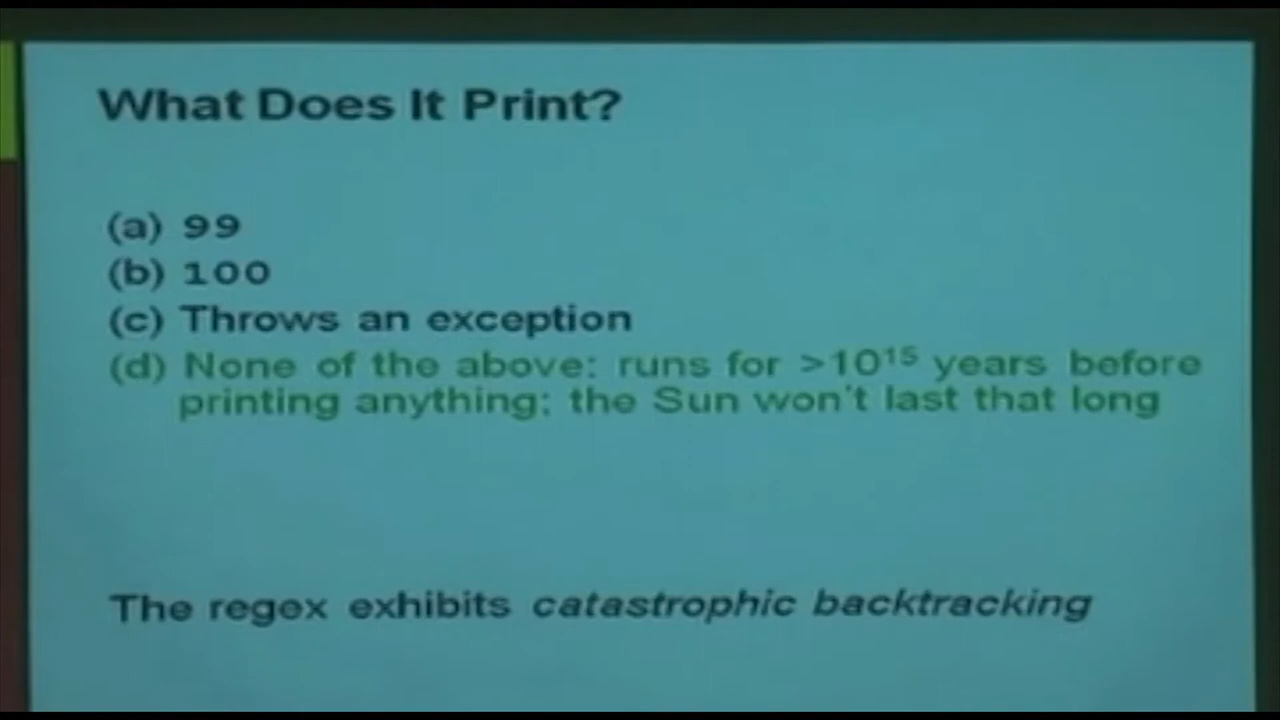 What Does It Print?
(a) 99
(b) 100
(c) Throws an exception
(d) None of the above: runs for >10¹⁵ years before
printing anything; the Sun won't last that long
The regex exhibits catastrophic backtracking